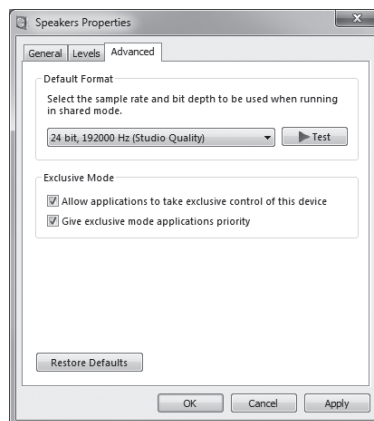 Speakers Properties
General Levels Advanced
Default Format
Select the sample rate and bit depth to be used when running
in shared mode.
24 bit, 192000 Hz (Studio Quality)
Test
Exclusive Mode
Allow applications to take exclusive control of this device
Give exclusive mode applications priority
Restore Defaults
OK Cancel Apply